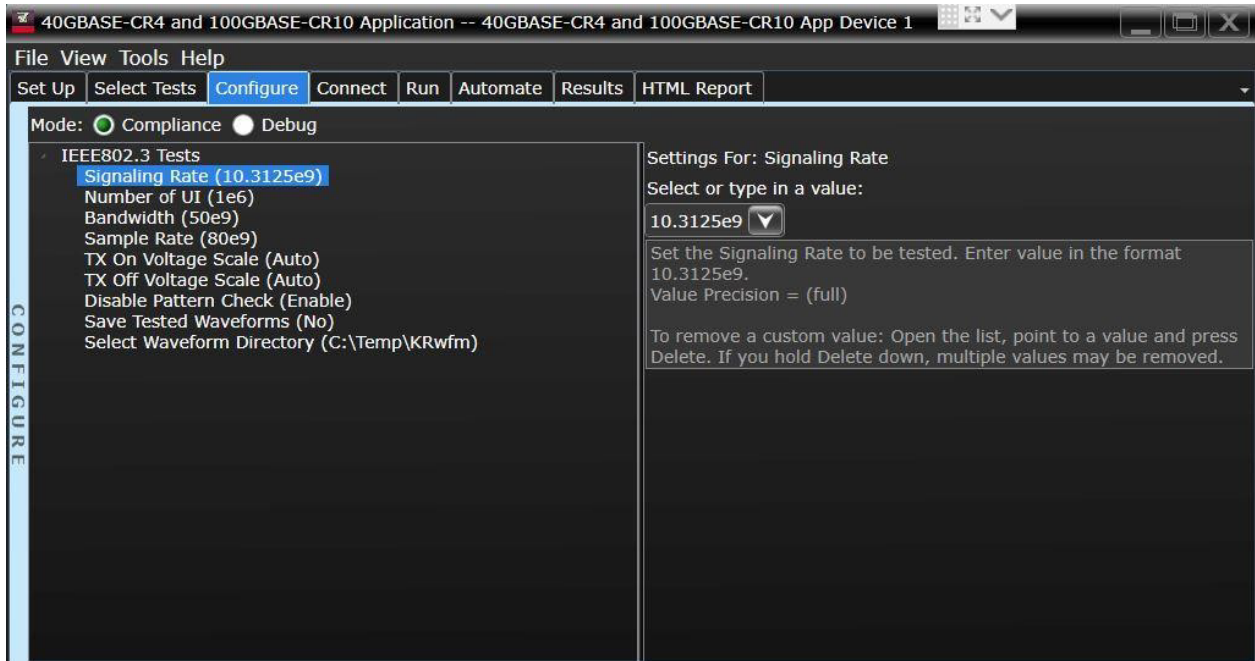 40GBASE-CR4 and 100GBASE-CR10 Application -- 40GBASE-CR4 and 100GBASE-CR10 App Device 1
File View Tools Help
Set Up Select Tests Configure Connect Run Automate Results HTML Report
Mode: Compliance Debug
IEEE802.3 Tests
Signaling Rate (10.3125e9)
Number of UI (1e6)
Bandwidth (50e9)
Sample Rate (80e9)
TX On Voltage Scale (Auto)
TX Off Voltage Scale (Auto)
Disable Pattern Check (Enable)
Save Tested Waveforms (No)
Select Waveform Directory (C:\Temp\KRwfm)
CONFIGURE
Settings For: Signaling Rate
Select or type in a value:
10.3125e9
Set the Signaling Rate to be tested. Enter value in the format
10.3125e9.
Value Precision = (full)
To remove a custom value: Open the list, point to a value and press
Delete. If you hold Delete down, multiple values may be removed.